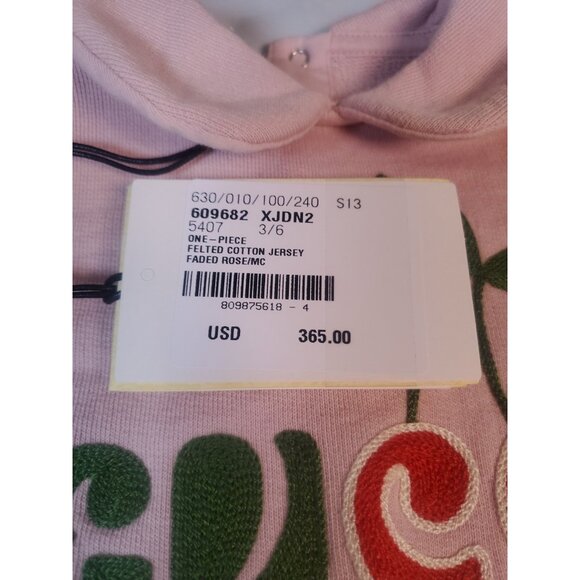 630/010/100/240 S13
609682 XJDN2
5407 3/6
ONE-PIECE
FELTED COTTON JERSEY
FADED ROSE/MC
809875618 - 4
USD 365.00